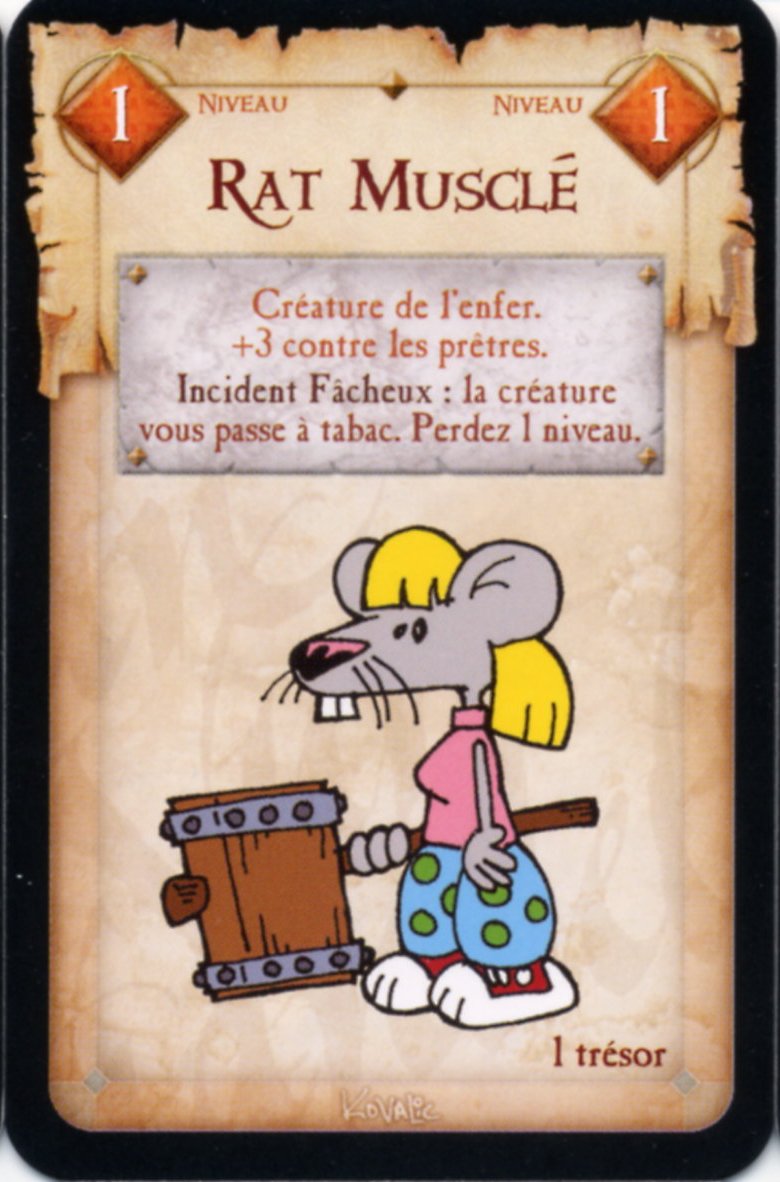 1 Niveau Niveau 1
Rat Musclé
Créature de l'enfer.
+3 contre les prêtres.
Incident Fâcheux : la créature
vous passe à tabac. Perdez 1 niveau.
1 trésor
Kovalic